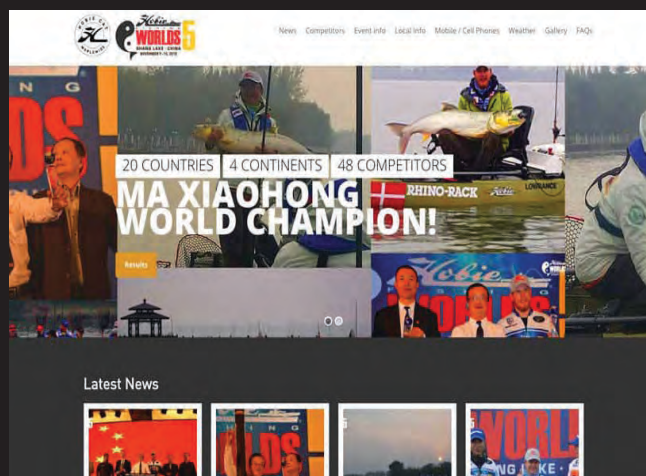 HOBIE CAT
WORLDWIDE
Hobie
FISHING
WORLDS 5
SHANG LAKE · CHINA
News Competitors Event info Local Info Mobile / Cell Phones Weather Gallery FAQs
20 COUNTRIES 4 CONTINENTS 48 COMPETITORS
MA XIAOHONG
WORLD CHAMPION!
Results
RHINO-RACK Hobie LOWRANCE
Hobie
WORLDS
Latest News